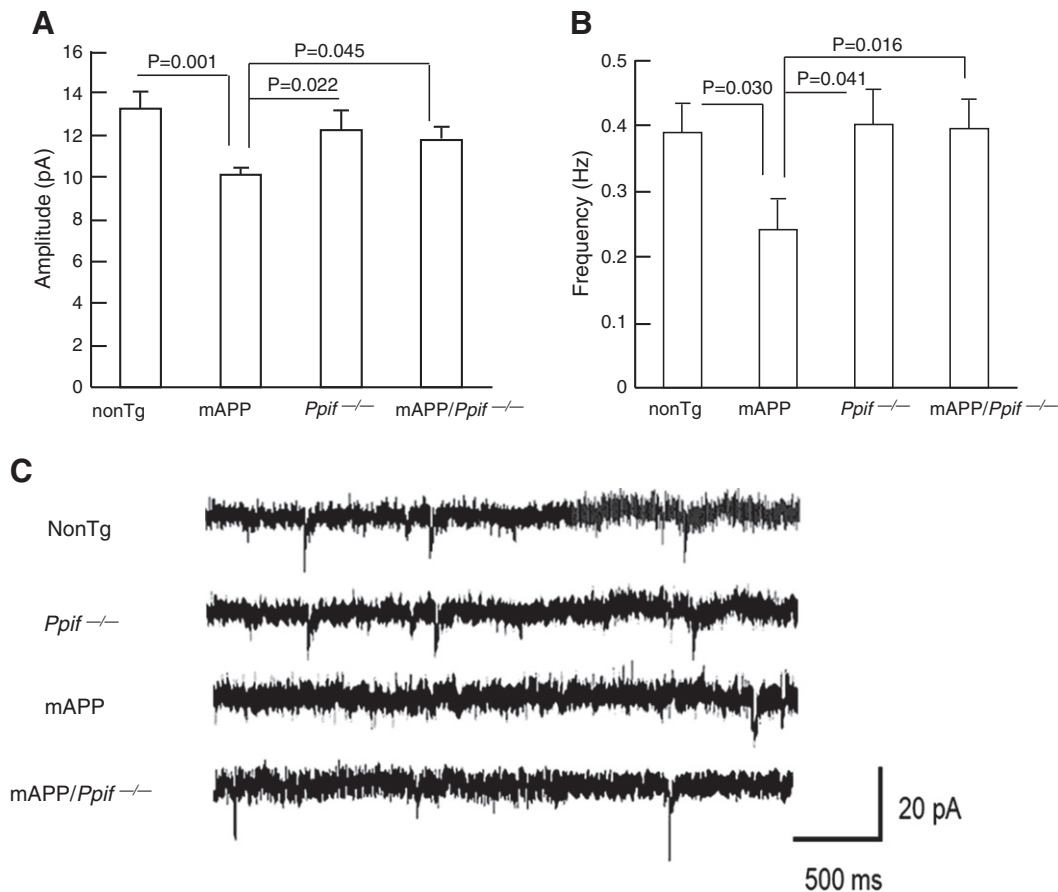 A
16
14
12
10
8
6
4
2
0
Amplitude (pA)
P=0.001
P=0.045
P=0.022
nonTg
mAPP
Ppif —/—
mAPP/Ppif —/—
B
0.5
0.4
0.3
0.2
0.1
0
Frequency (Hz)
P=0.030
P=0.016
P=0.041
nonTg
mAPP
Ppif —/—
mAPP/Ppif —/—
C
NonTg
Ppif —/—
mAPP
mAPP/Ppif —/—
20 pA
500 ms